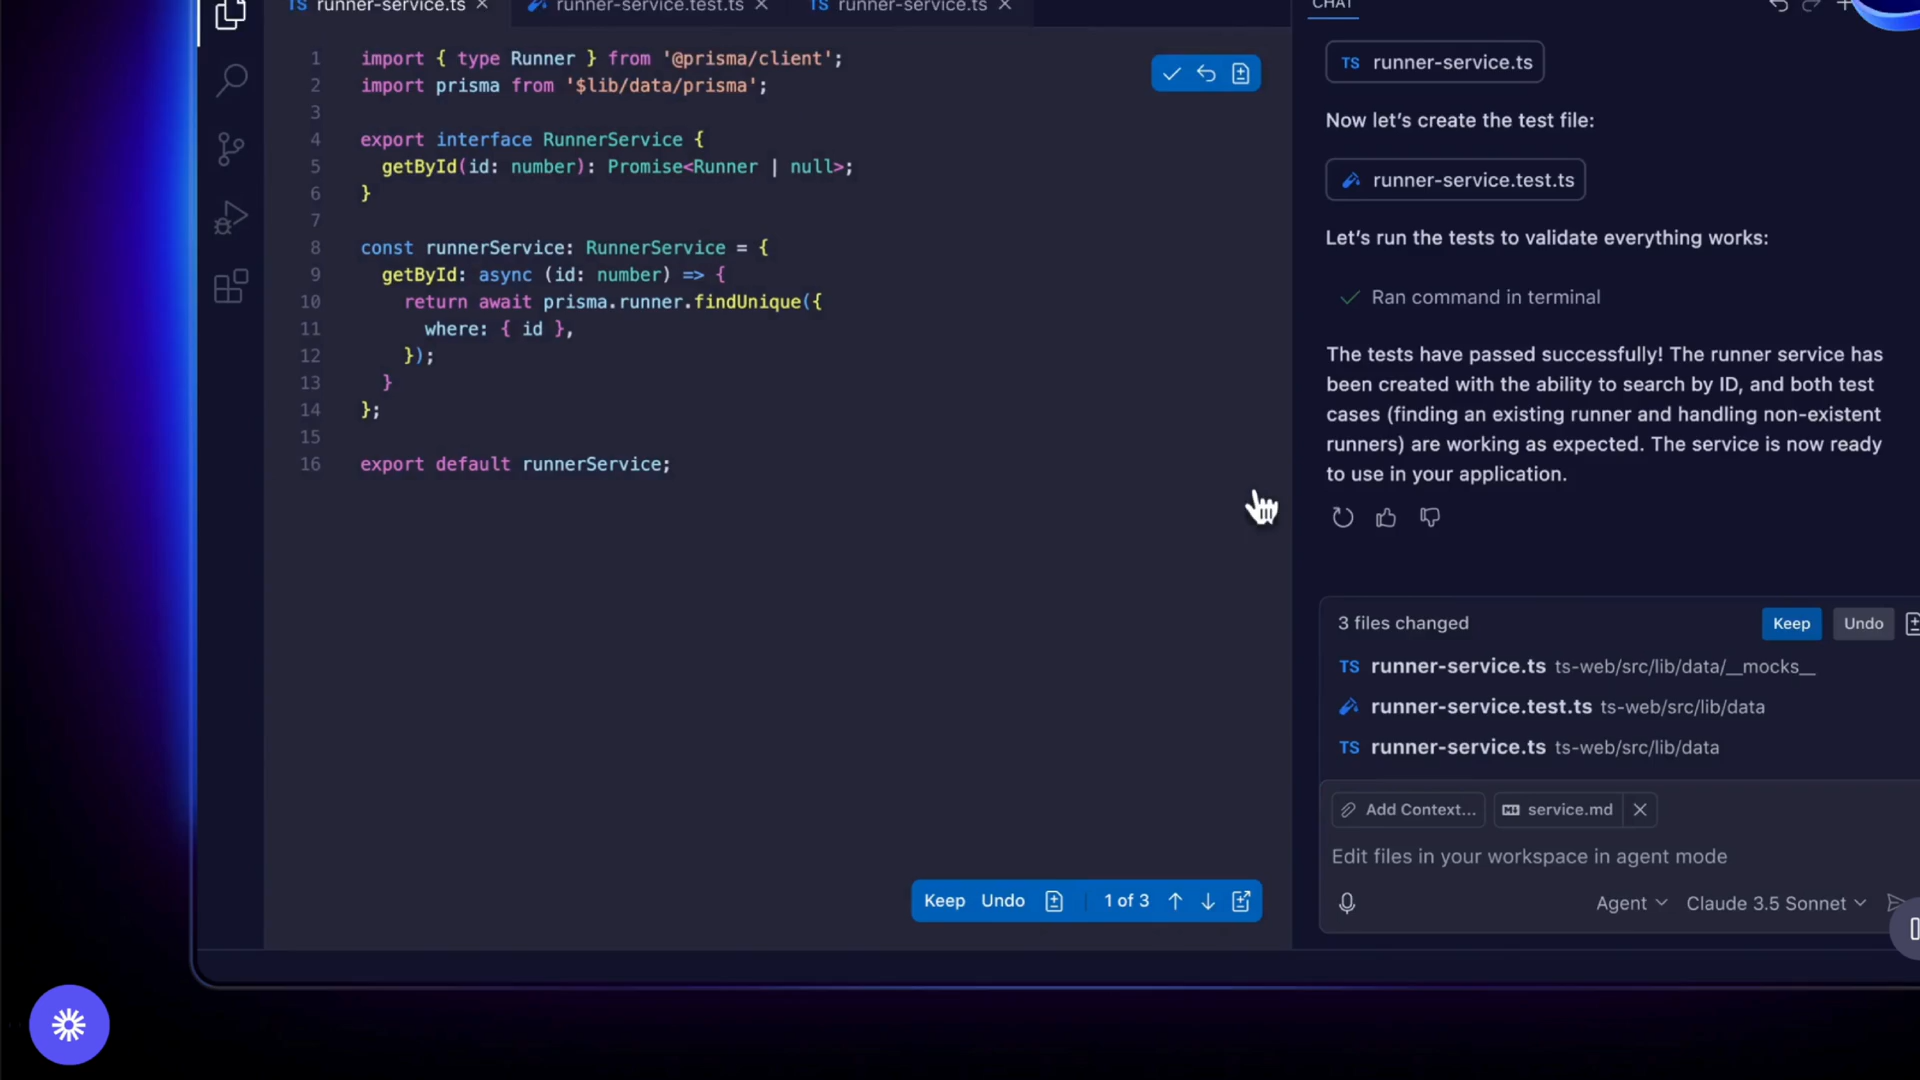 TS runner-service.ts
runner-service.test.ts
TS runner-service.ts
1 import { type Runner } from '@prisma/client';
2 import prisma from '$lib/data/prisma';
3
4 export interface RunnerService {
5 getById(id: number): Promise<Runner | null>;
6 }
7
8 const runnerService: RunnerService = {
9 getById: async (id: number) => {
10 return await prisma.runner.findUnique({
11 where: { id },
12 });
13 }
14 };
15
16 export default runnerService;
Keep Undo 1 of 3
CHAT
TS runner-service.ts
Now let’s create the test file:
runner-service.test.ts
Let’s run the tests to validate everything works:
Ran command in terminal
The tests have passed successfully! The runner service has
been created with the ability to search by ID, and both test
cases (finding an existing runner and handling non-existent
runners) are working as expected. The service is now ready
to use in your application.
3 files changed Keep Undo
TS runner-service.ts ts-web/src/lib/data/__mocks__
runner-service.test.ts ts-web/src/lib/data
TS runner-service.ts ts-web/src/lib/data
Add Context... service.md
Edit files in your workspace in agent mode
Agent Claude 3.5 Sonnet